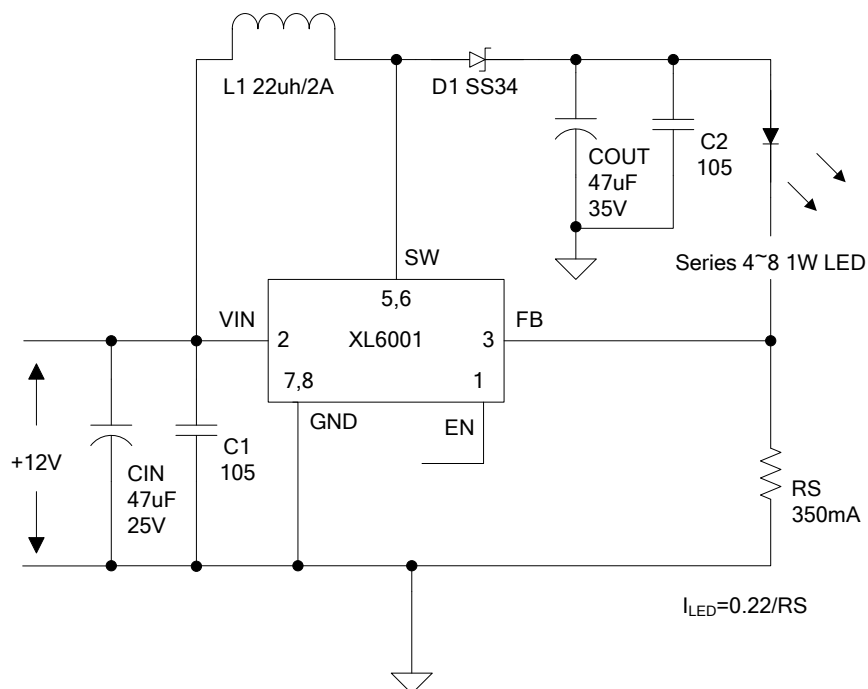 L1 22uh/2A
D1 SS34
COUT
47uF
35V
C2
105
SW
Series 4~8 1W LED
5,6
VIN
FB
2
XL6001
3
7,8
1
GND
EN
+12V
C1
105
CIN
47uF
25V
RS
350mA
I_LED=0.22/RS